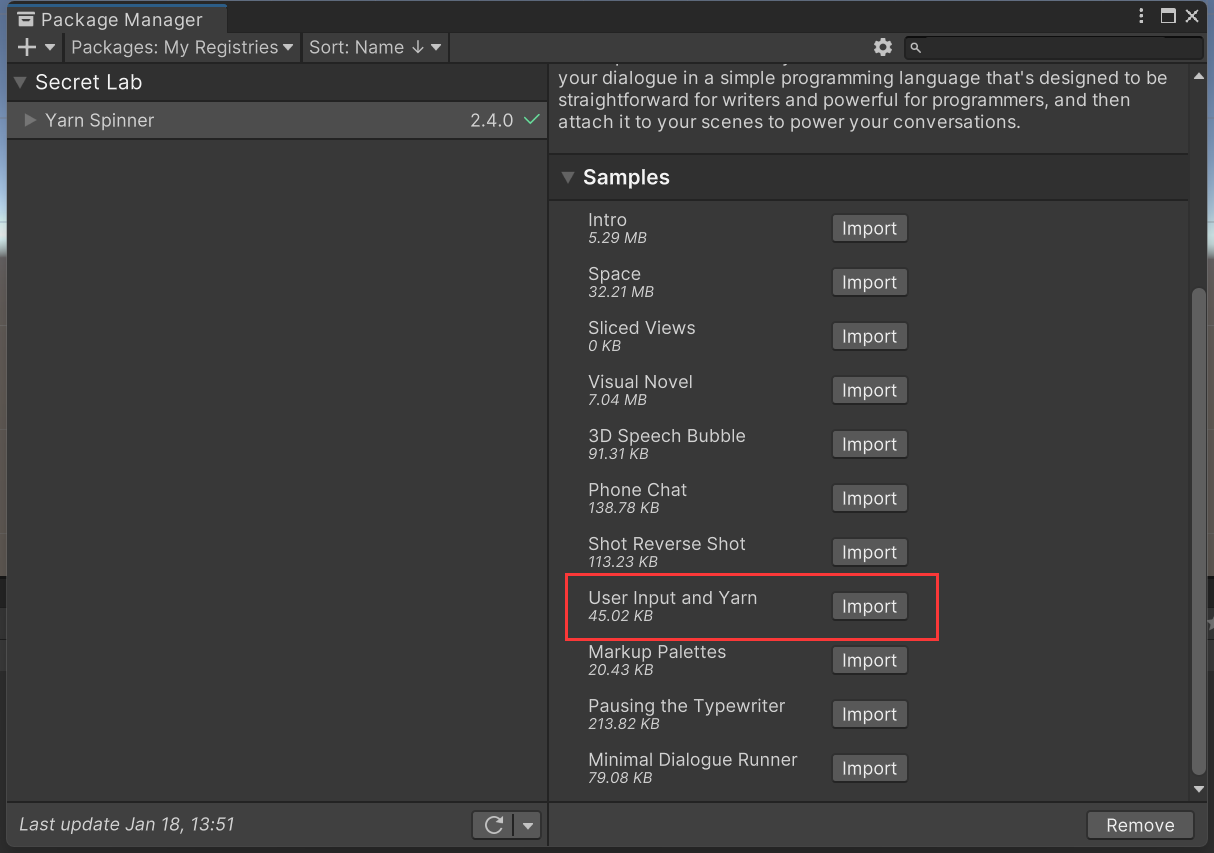 Package Manager
Packages: My Registries
Sort: Name ↓
Secret Lab
Yarn Spinner 2.4.0
your dialogue in a simple programming language that's designed to be
straightforward for writers and powerful for programmers, and then
attach it to your scenes to power your conversations.
Samples
Intro
5.29 MB
Import
Space
32.21 MB
Import
Sliced Views
0 KB
Import
Visual Novel
7.04 MB
Import
3D Speech Bubble
91.31 KB
Import
Phone Chat
138.78 KB
Import
Shot Reverse Shot
113.23 KB
Import
User Input and Yarn
45.02 KB
Import
Markup Palettes
20.43 KB
Import
Pausing the Typewriter
213.82 KB
Import
Minimal Dialogue Runner
79.08 KB
Import
Last update Jan 18, 13:51
Remove